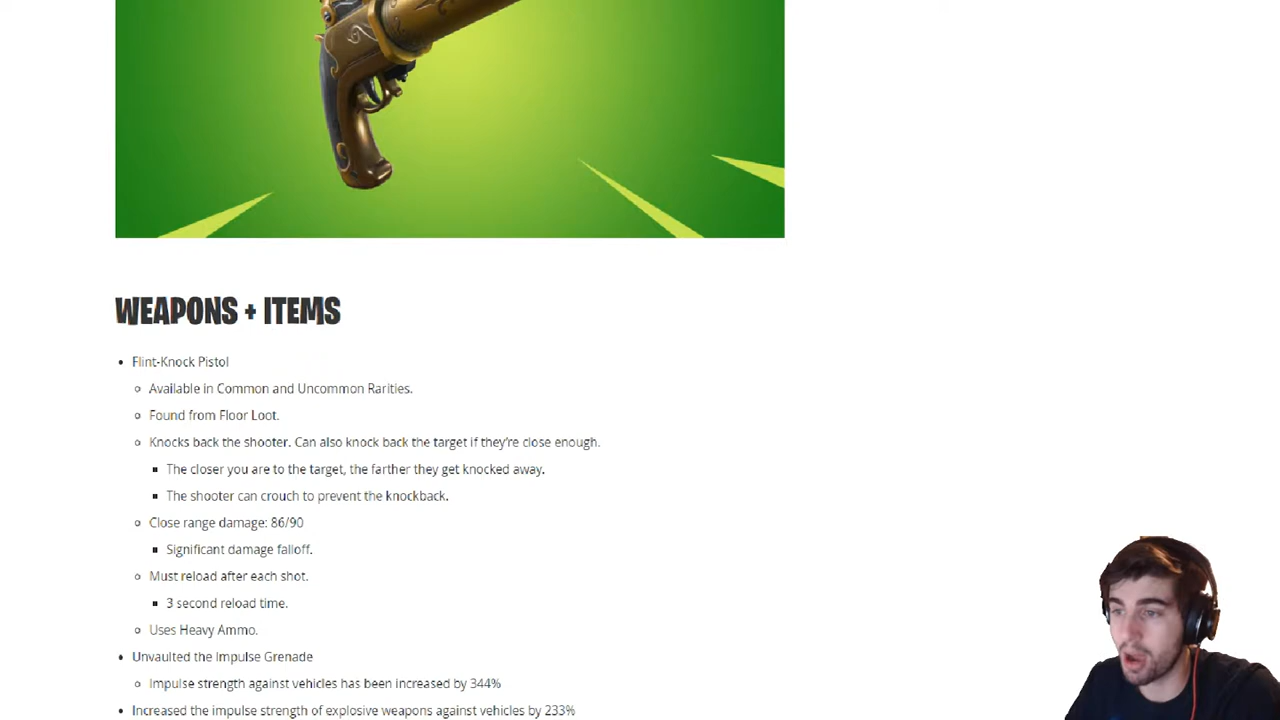 WEAPONS + ITEMS
Flint-Knock Pistol
Available in Common and Uncommon Rarities.
Found from Floor Loot.
Knocks back the shooter. Can also knock back the target if they're close enough.
The closer you are to the target, the farther they get knocked away.
The shooter can crouch to prevent the knockback.
Close range damage: 86/90
Significant damage falloff.
Must reload after each shot.
3 second reload time.
Uses Heavy Ammo.
Unvaulted the Impulse Grenade
Impulse strength against vehicles has been increased by 344%
Increased the impulse strength of explosive weapons against vehicles by 233%